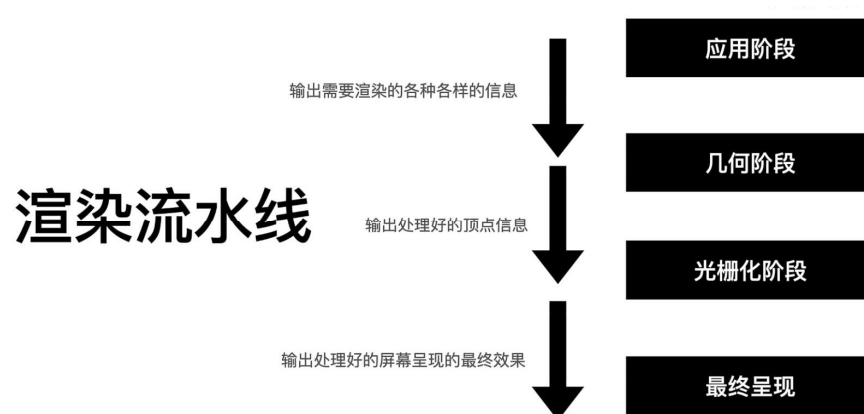 应用阶段
输出需要渲染的各种各样的信息
几何阶段
渲染流水线
输出处理好的顶点信息
光栅化阶段
输出处理好的屏幕呈现的最终效果
最终呈现